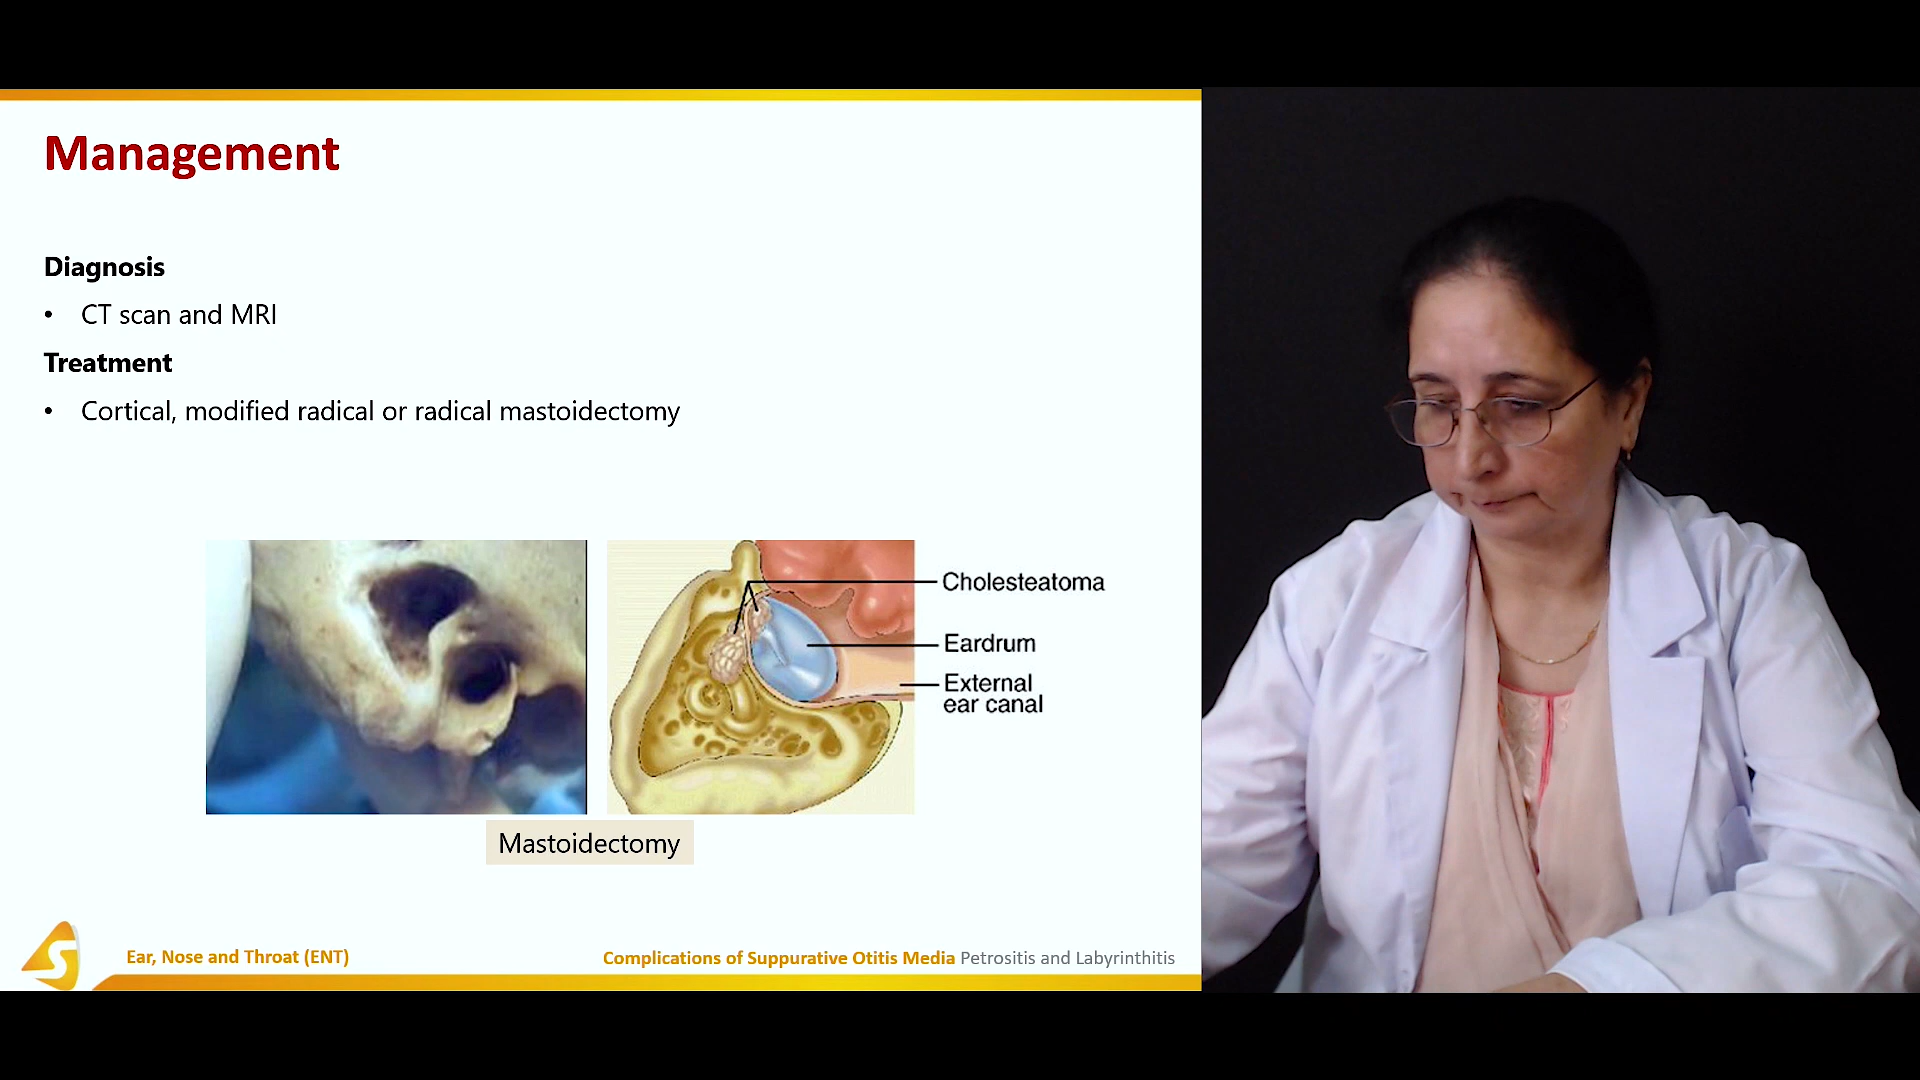 Management
Diagnosis
• CT scan and MRI
Treatment
• Cortical, modified radical or radical mastoidectomy
Cholesteatoma
Eardrum
External
ear canal
Mastoidectomy
S
Ear, Nose and Throat (ENT)
Complications of Suppurative Otitis Media Petrositis and Labyrinthitis